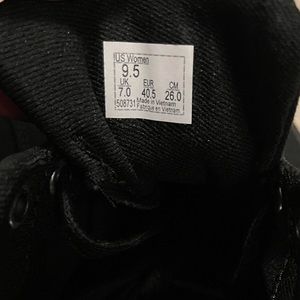 US Women
9.5
UK EUR CM
7.0 40.5 26.0
508731
Made in Vietnam
Fabriqué en Vietnam